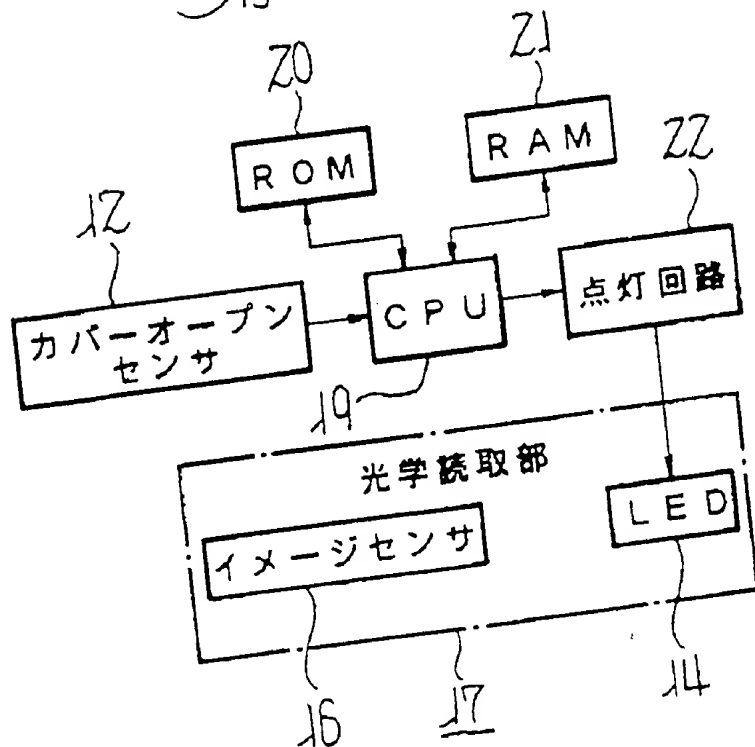 13
20
21
ROM
RAM
22
12
カバーオープン
センサ
CPU
点灯回路
19
光学読取部
イメージセンサ
LED
16
17
14